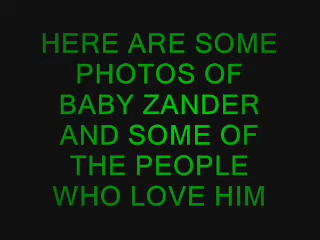 HERE ARE SOME
PHOTOS OF
BABY ZANDER
AND SOME OF
THE PEOPLE
WHO LOVE HIM